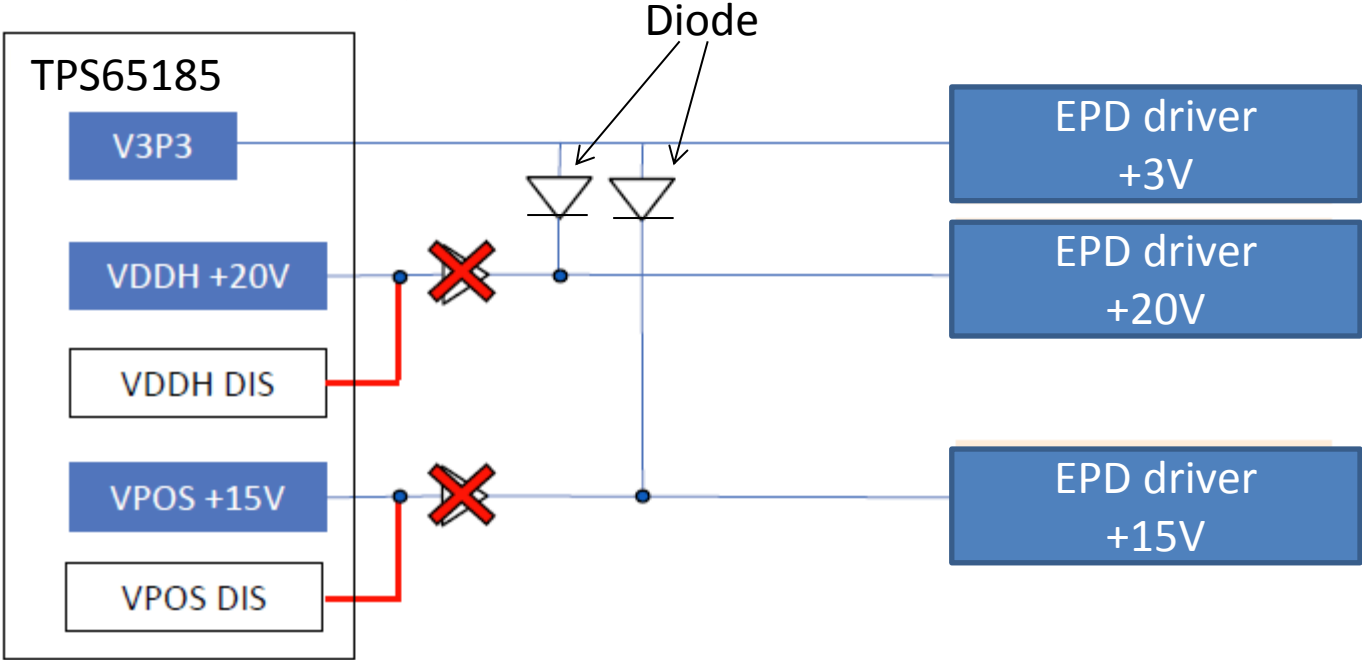 Diode
TPS65185
V3P3
EPD driver
+3V
VDDH +20V
EPD driver
+20V
VDDH DIS
VPOS +15V
EPD driver
+15V
VPOS DIS